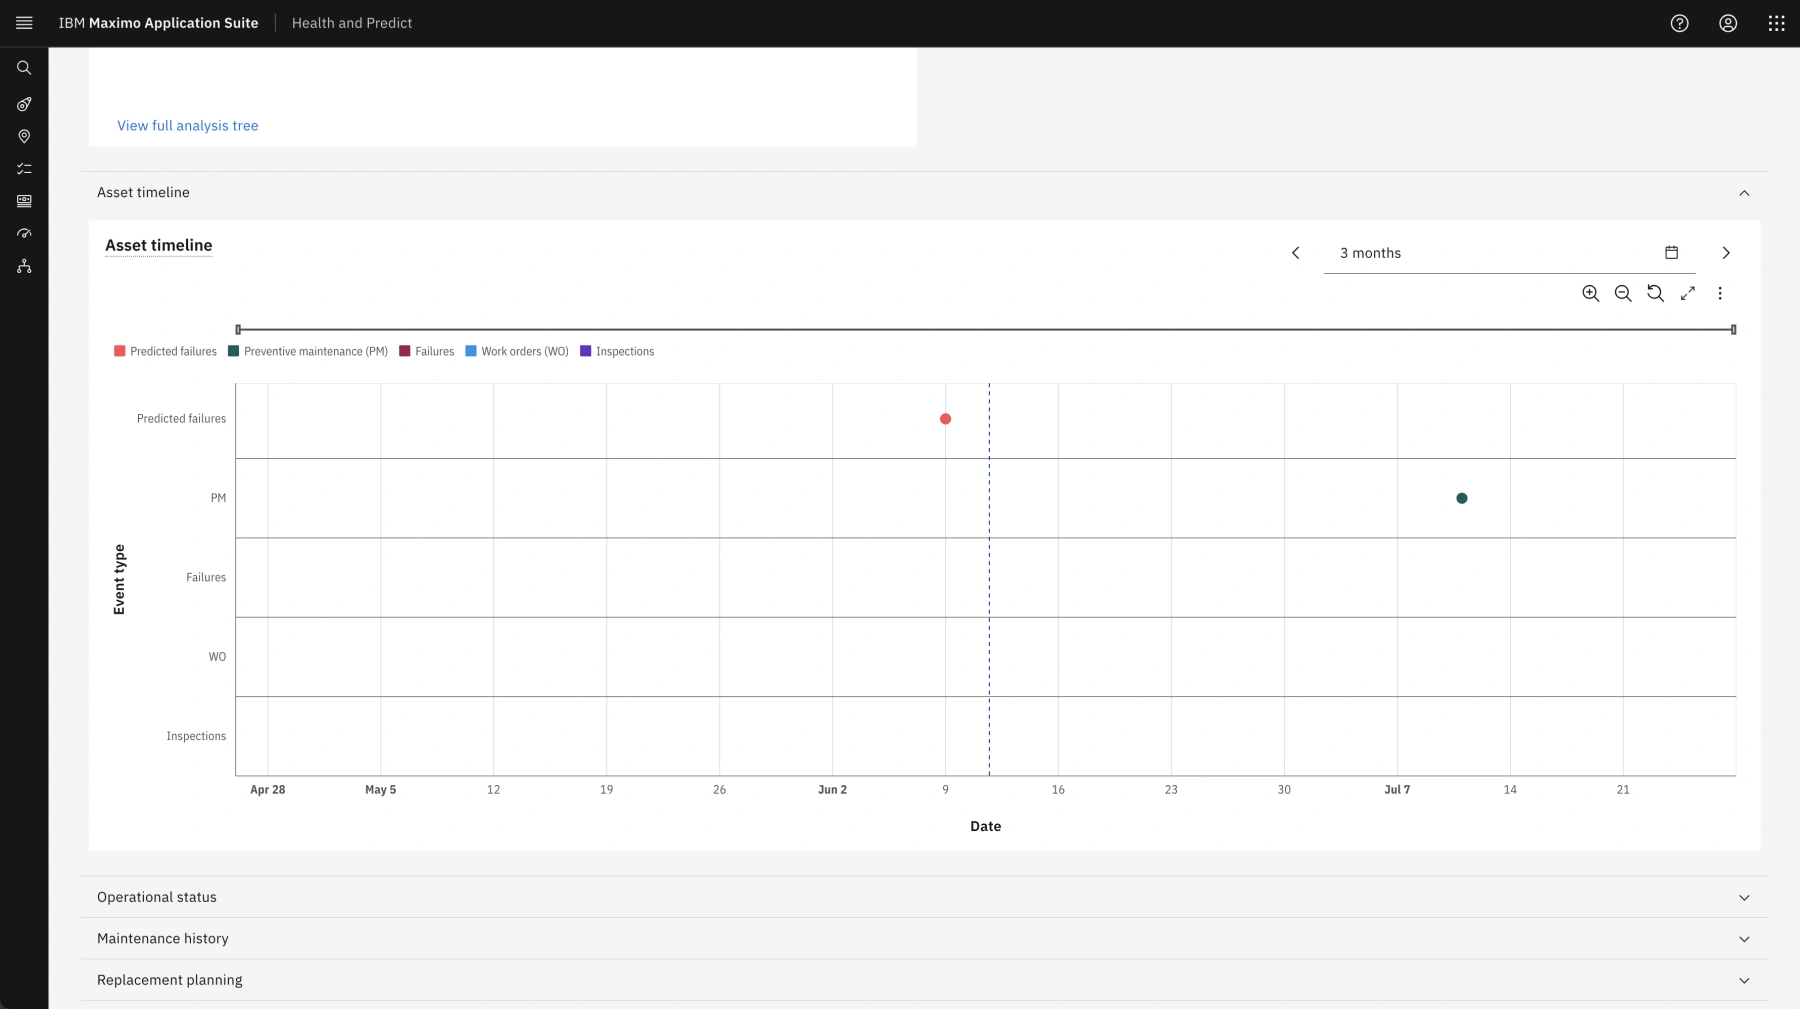 IBM Maximo Application Suite
Health and Predict
View full analysis tree
Asset timeline
Asset timeline
3 months
Predicted failures
Preventive maintenance (PM)
Failures
Work orders (WO)
Inspections
Event type
Predicted failures
PM
Failures
WO
Inspections
Apr 28 May 5 12 19 26 Jun 2 9 16 23 30 Jul 7 14 21
Date
Operational status
Maintenance history
Replacement planning